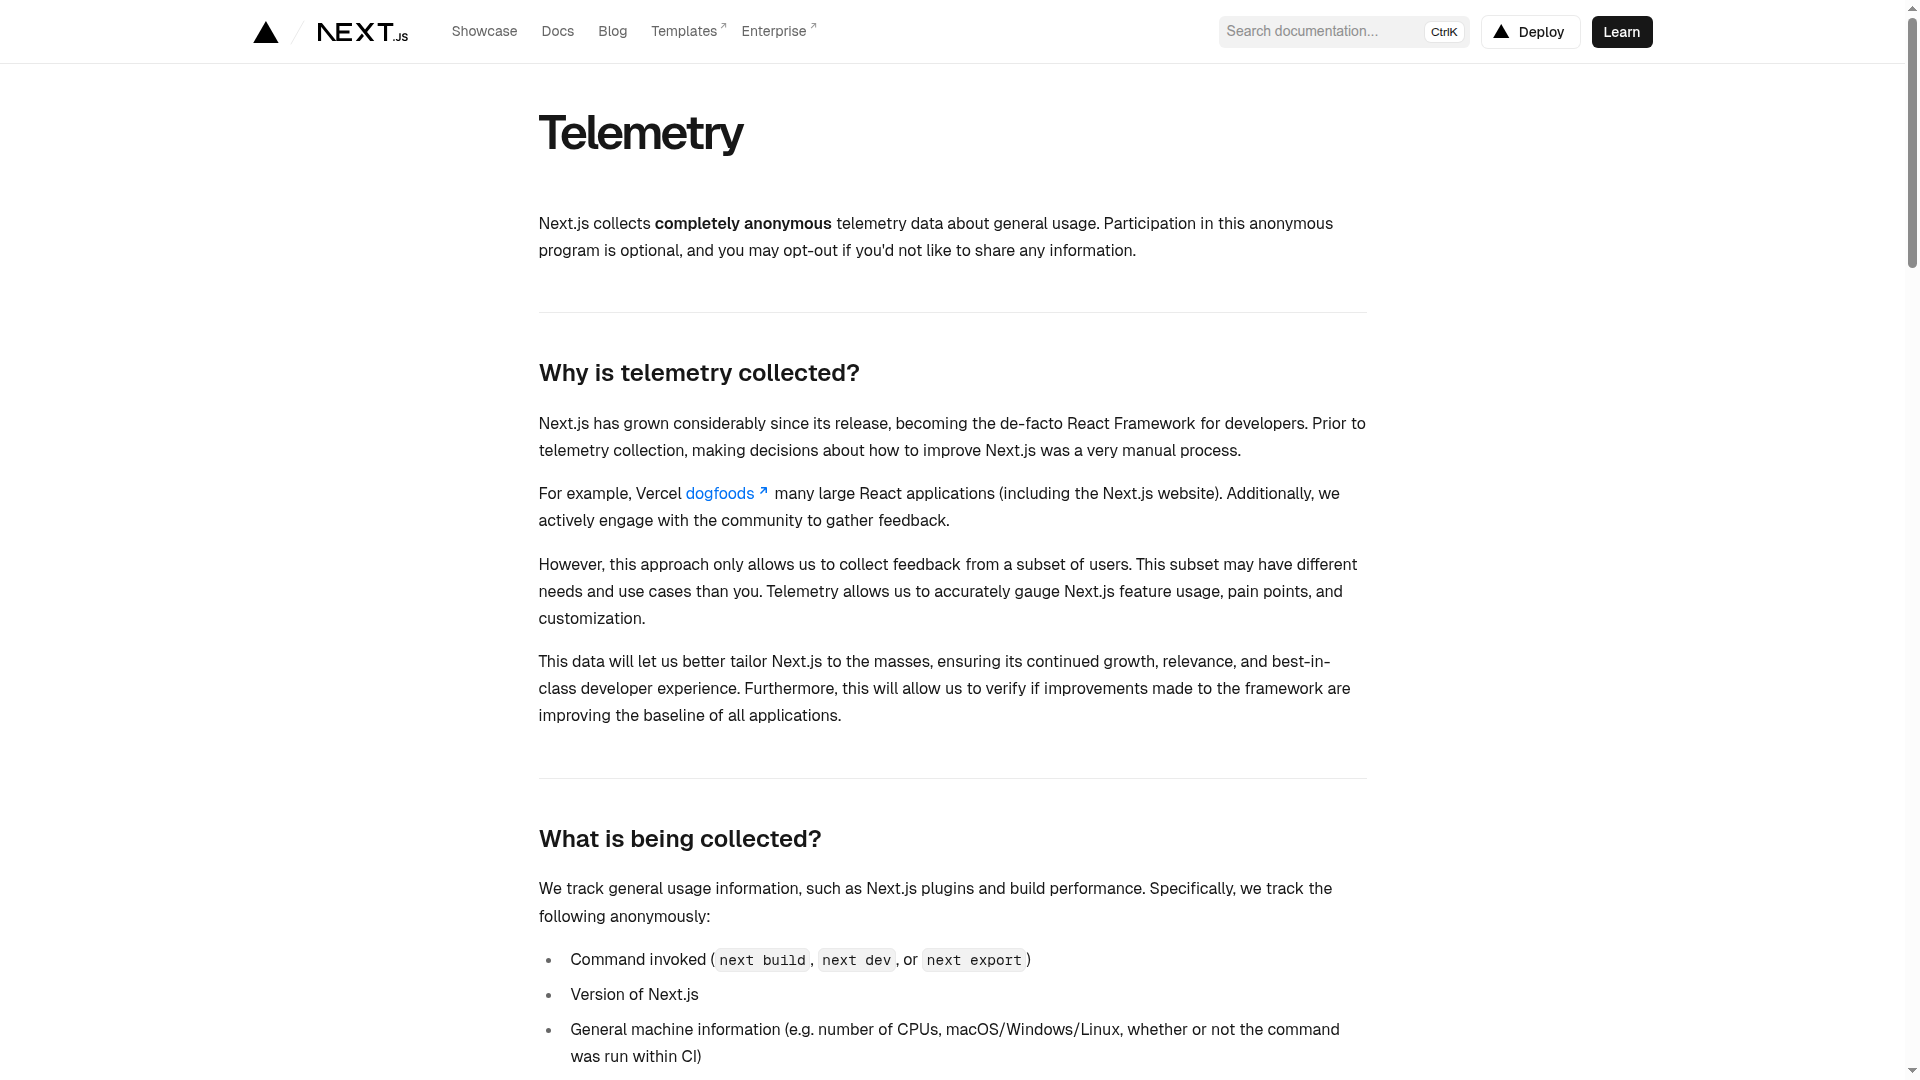 NEXT.JS
Showcase
Docs
Blog
Templates
Enterprise
Search documentation...
CtrlK
Deploy
Learn
Telemetry
Next.js collects completely anonymous telemetry data about general usage. Participation in this anonymous
program is optional, and you may opt-out if you'd not like to share any information.
Why is telemetry collected?
Next.js has grown considerably since its release, becoming the de-facto React Framework for developers. Prior to
telemetry collection, making decisions about how to improve Next.js was a very manual process.
For example, Vercel dogfoods many large React applications (including the Next.js website). Additionally, we
actively engage with the community to gather feedback.
However, this approach only allows us to collect feedback from a subset of users. This subset may have different
needs and use cases than you. Telemetry allows us to accurately gauge Next.js feature usage, pain points, and
customization.
This data will let us better tailor Next.js to the masses, ensuring its continued growth, relevance, and best-in-
class developer experience. Furthermore, this will allow us to verify if improvements made to the framework are
improving the baseline of all applications.
What is being collected?
We track general usage information, such as Next.js plugins and build performance. Specifically, we track the
following anonymously:
Command invoked (next build, next dev, or next export)
Version of Next.js
General machine information (e.g. number of CPUs, macOS/Windows/Linux, whether or not the command
was run within CI)